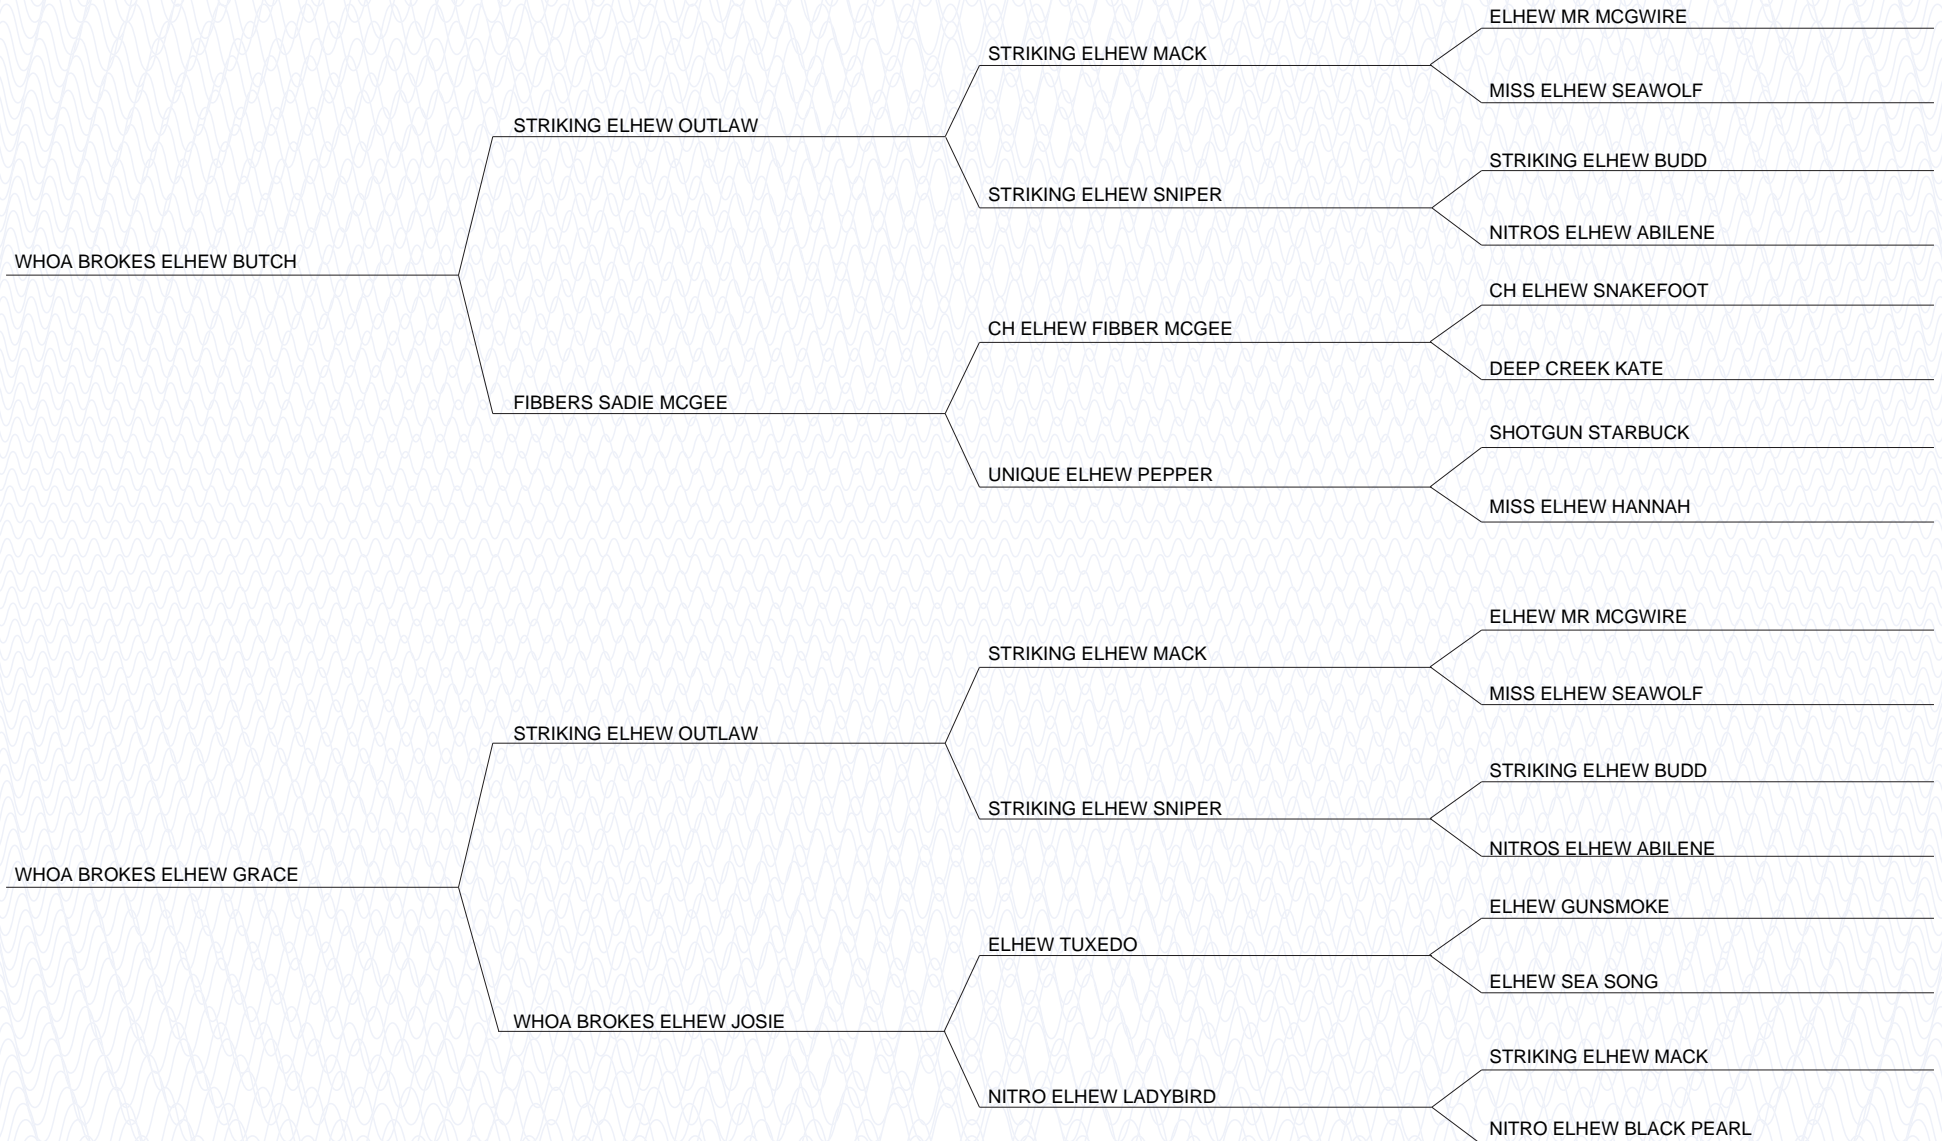 WHOA BROKES ELHEW BUTCH
STRIKING ELHEW OUTLAW
STRIKING ELHEW MACK
ELHEW MR MCGWIRE
MISS ELHEW SEAWOLF
STRIKING ELHEW SNIPER
STRIKING ELHEW BUDD
NITROS ELHEW ABILENE
FIBBERS SADIE MCGEE
CH ELHEW FIBBER MCGEE
CH ELHEW SNAKEFOOT
DEEP CREEK KATE
UNIQUE ELHEW PEPPER
SHOTGUN STARBUCK
MISS ELHEW HANNAH
WHOA BROKES ELHEW GRACE
STRIKING ELHEW OUTLAW
STRIKING ELHEW MACK
ELHEW MR MCGWIRE
MISS ELHEW SEAWOLF
STRIKING ELHEW SNIPER
STRIKING ELHEW BUDD
NITROS ELHEW ABILENE
WHOA BROKES ELHEW JOSIE
ELHEW TUXEDO
ELHEW GUNSMOKE
ELHEW SEA SONG
NITRO ELHEW LADYBIRD
STRIKING ELHEW MACK
NITRO ELHEW BLACK PEARL